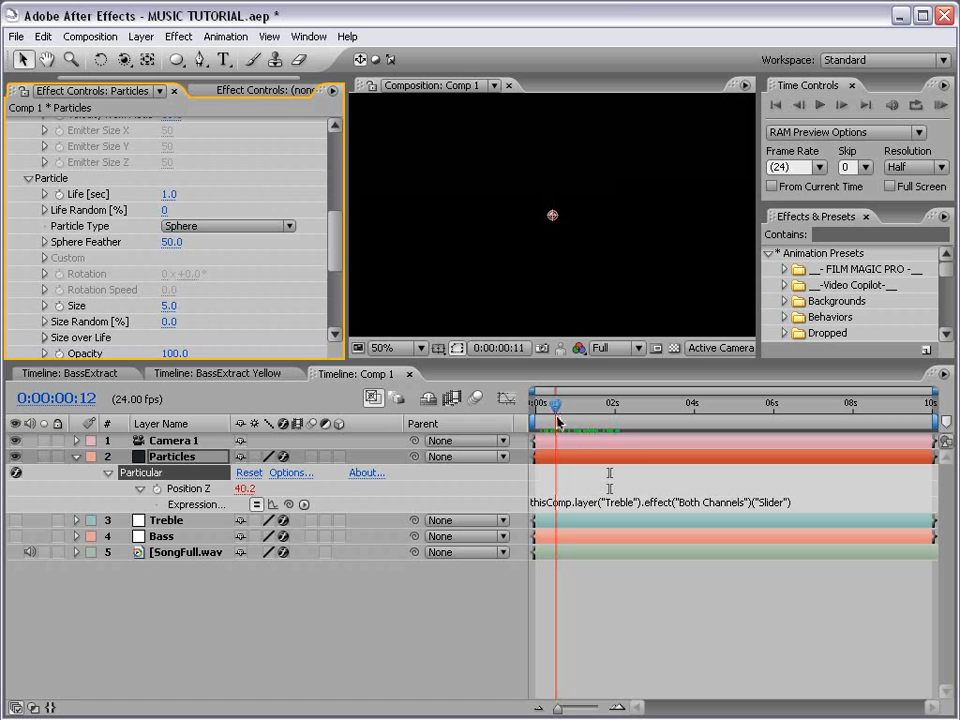 Adobe After Effects - MUSIC TUTORIAL.aep *
File Edit Composition Layer Effect Animation View Window Help
Workspace: Standard
Effect Controls: Particles
Effect Controls: (non
Comp 1 * Particles
Emitter Size X 50
Emitter Size Y 50
Emitter Size Z 50
Particle
Life [sec] 1.0
Life Random [%] 0
Particle Type Sphere
Sphere Feather 50.0
Custom
Rotation 0 x+0.0°
Rotation Speed 0.0
Size 5.0
Size Random [%] 0.0
Size over Life
Opacity 100.0
Composition: Comp 1
50% 0:00:00:11 Full Active Camera
Time Controls
RAM Preview Options
Frame Rate Skip Resolution
(24) 0 Half
From Current Time Full Screen
Effects & Presets
Contains:
* Animation Presets
__- FILM MAGIC PRO -__
__-Video Copilot-__
Backgrounds
Behaviors
Dropped
Timeline: BassExtract Timeline: BassExtract Yellow Timeline: Comp 1
0:00:00:12 (24.00 fps)
:00s 02s 04s 06s 08s 10s
# Layer Name Parent
1 Camera 1 None
2 Particles None
Particular Reset Options... About...
Position Z 40.2
Expression... thisComp.layer("Treble").effect("Both Channels")("Slider")
3 Treble None
4 Bass None
5 [SongFull.wav None